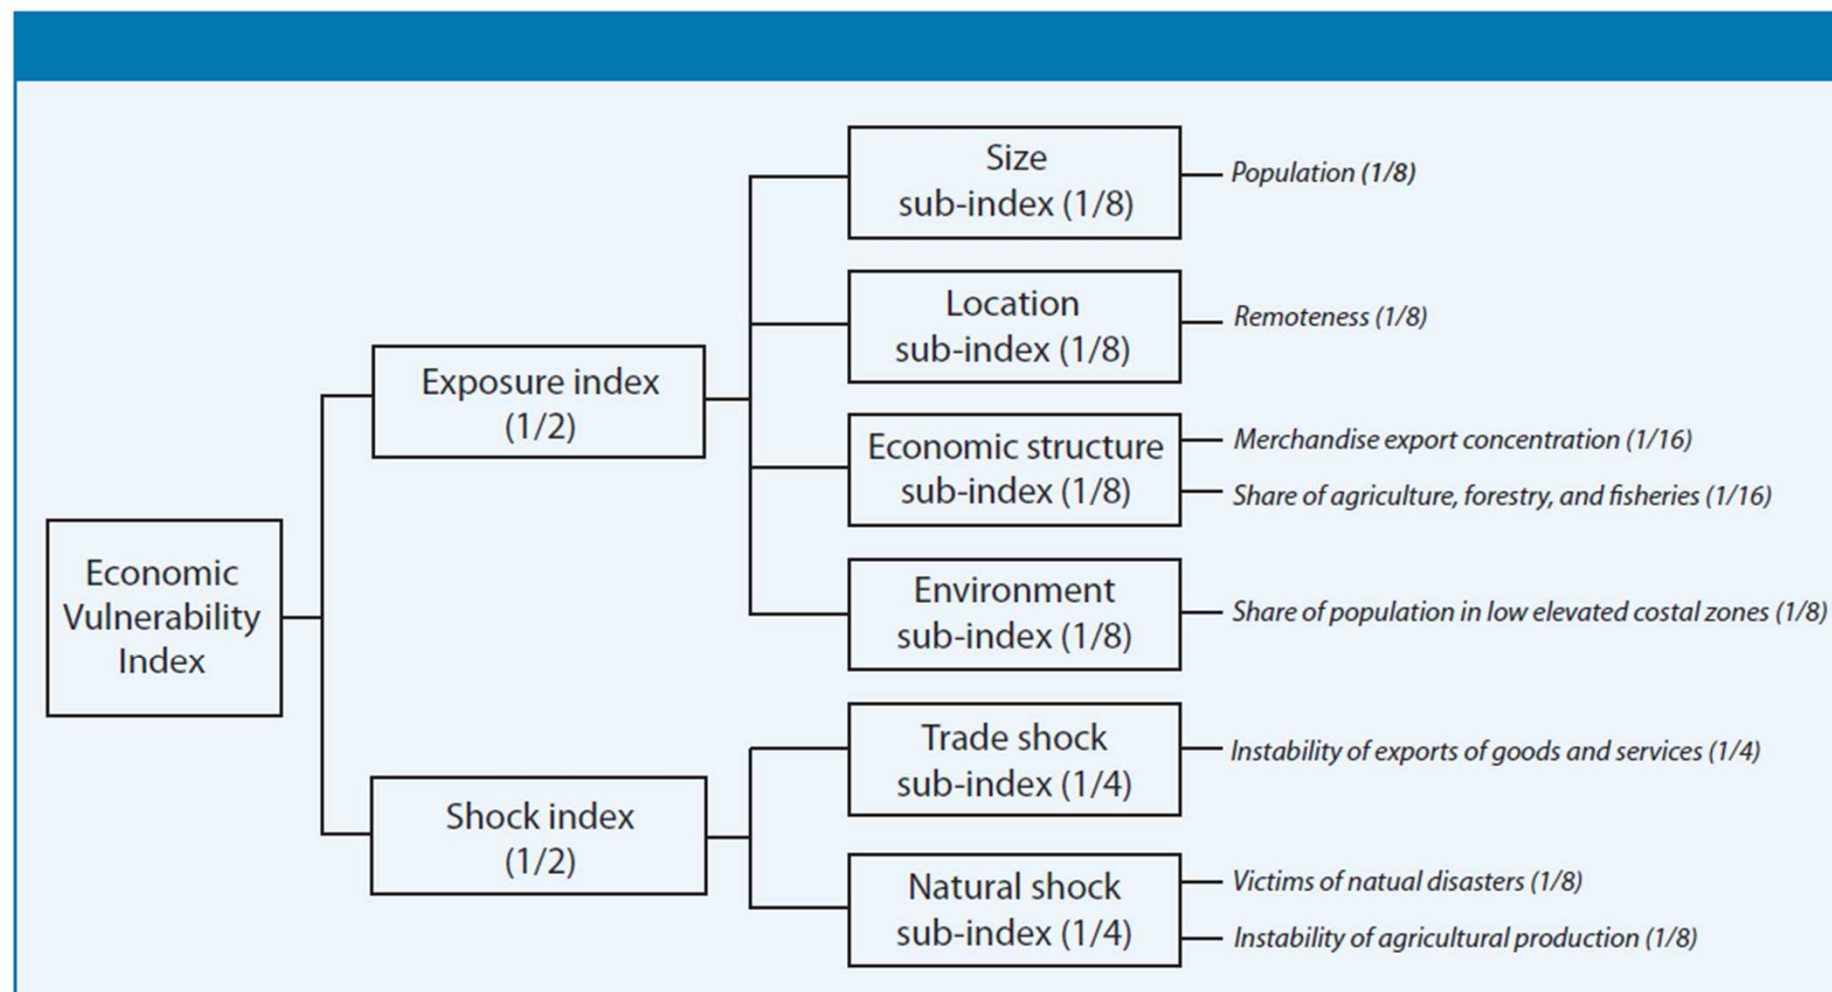 Economic
Vulnerability
Index
Exposure index
(1/2)
Shock index
(1/2)
Size
sub-index (1/8)
Location
sub-index (1/8)
Economic structure
sub-index (1/8)
Environment
sub-index (1/8)
Trade shock
sub-index (1/4)
Natural shock
sub-index (1/4)
Population (1/8)
Remoteness (1/8)
Merchandise export concentration (1/16)
Share of agriculture, forestry, and fisheries (1/16)
Share of population in low elevated costal zones (1/8)
Instability of exports of goods and services (1/4)
Victims of natual disasters (1/8)
Instability of agricultural production (1/8)